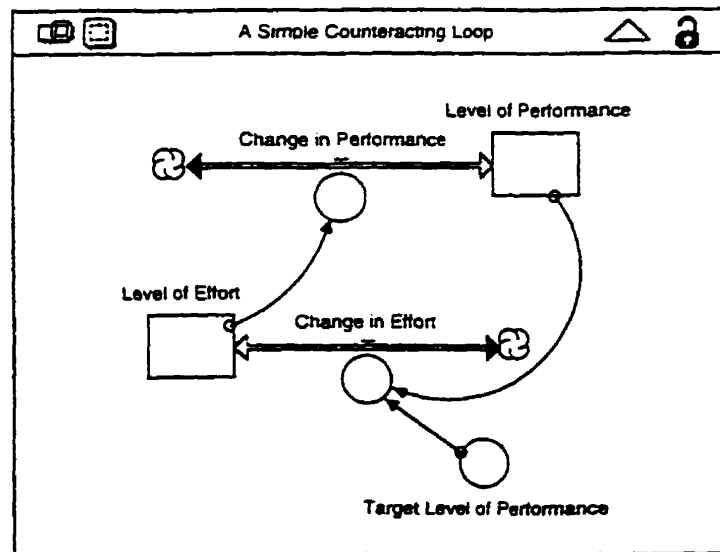 A Simple Counteracting Loop
Level of Performance
Change in Performance
Level of Effort
Change in Effort
Target Level of Performance